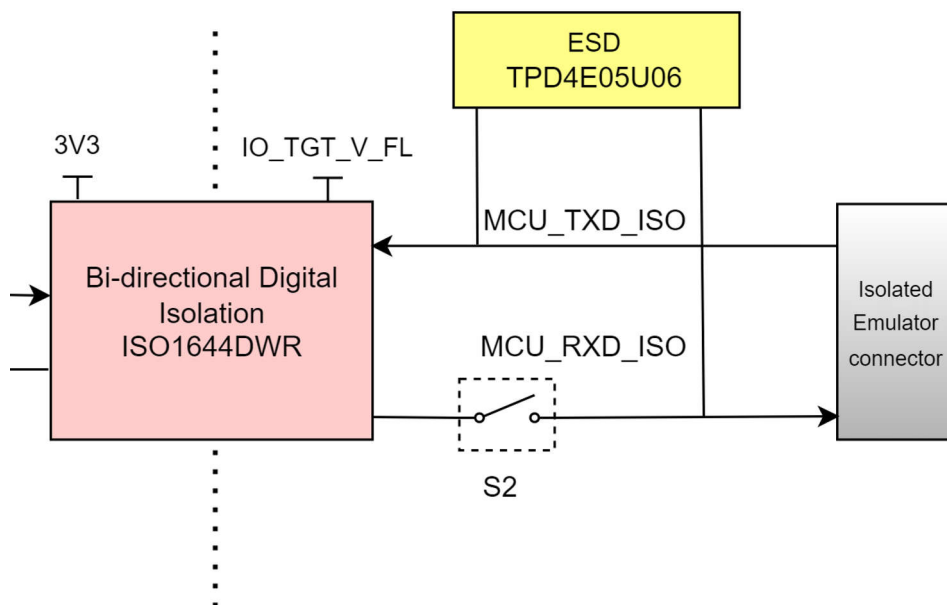 ESD
TPD4E05U06
3V3
IO_TGT_V_FL
MCU_TXD_ISO
Bi-directional Digital
Isolation
ISO1644DWR
Isolated
Emulator
connector
MCU_RXD_ISO
S2